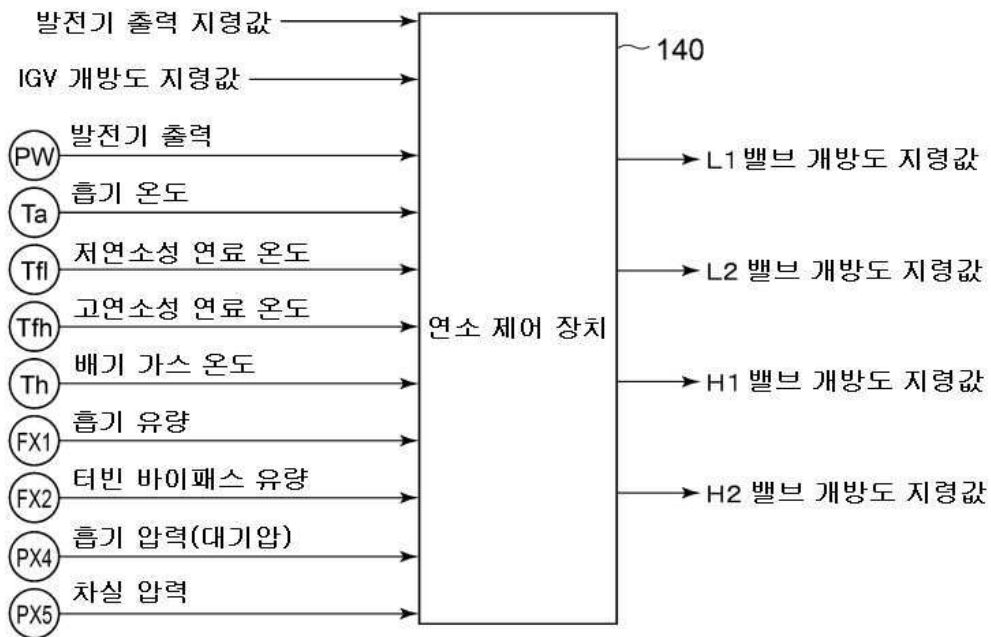 발전기 출력 지령값
IGV 개방도 지령값
PW 발전기 출력
Ta 흡기 온도
Tfl 저연소성 연료 온도
Tfh 고연소성 연료 온도
Th 배기 가스 온도
FX1 흡기 유량
FX2 터빈 바이패스 유량
PX4 흡기 압력(대기압)
PX5 차실 압력
연소 제어 장치
140
L1 밸브 개방도 지령값
L2 밸브 개방도 지령값
H1 밸브 개방도 지령값
H2 밸브 개방도 지령값